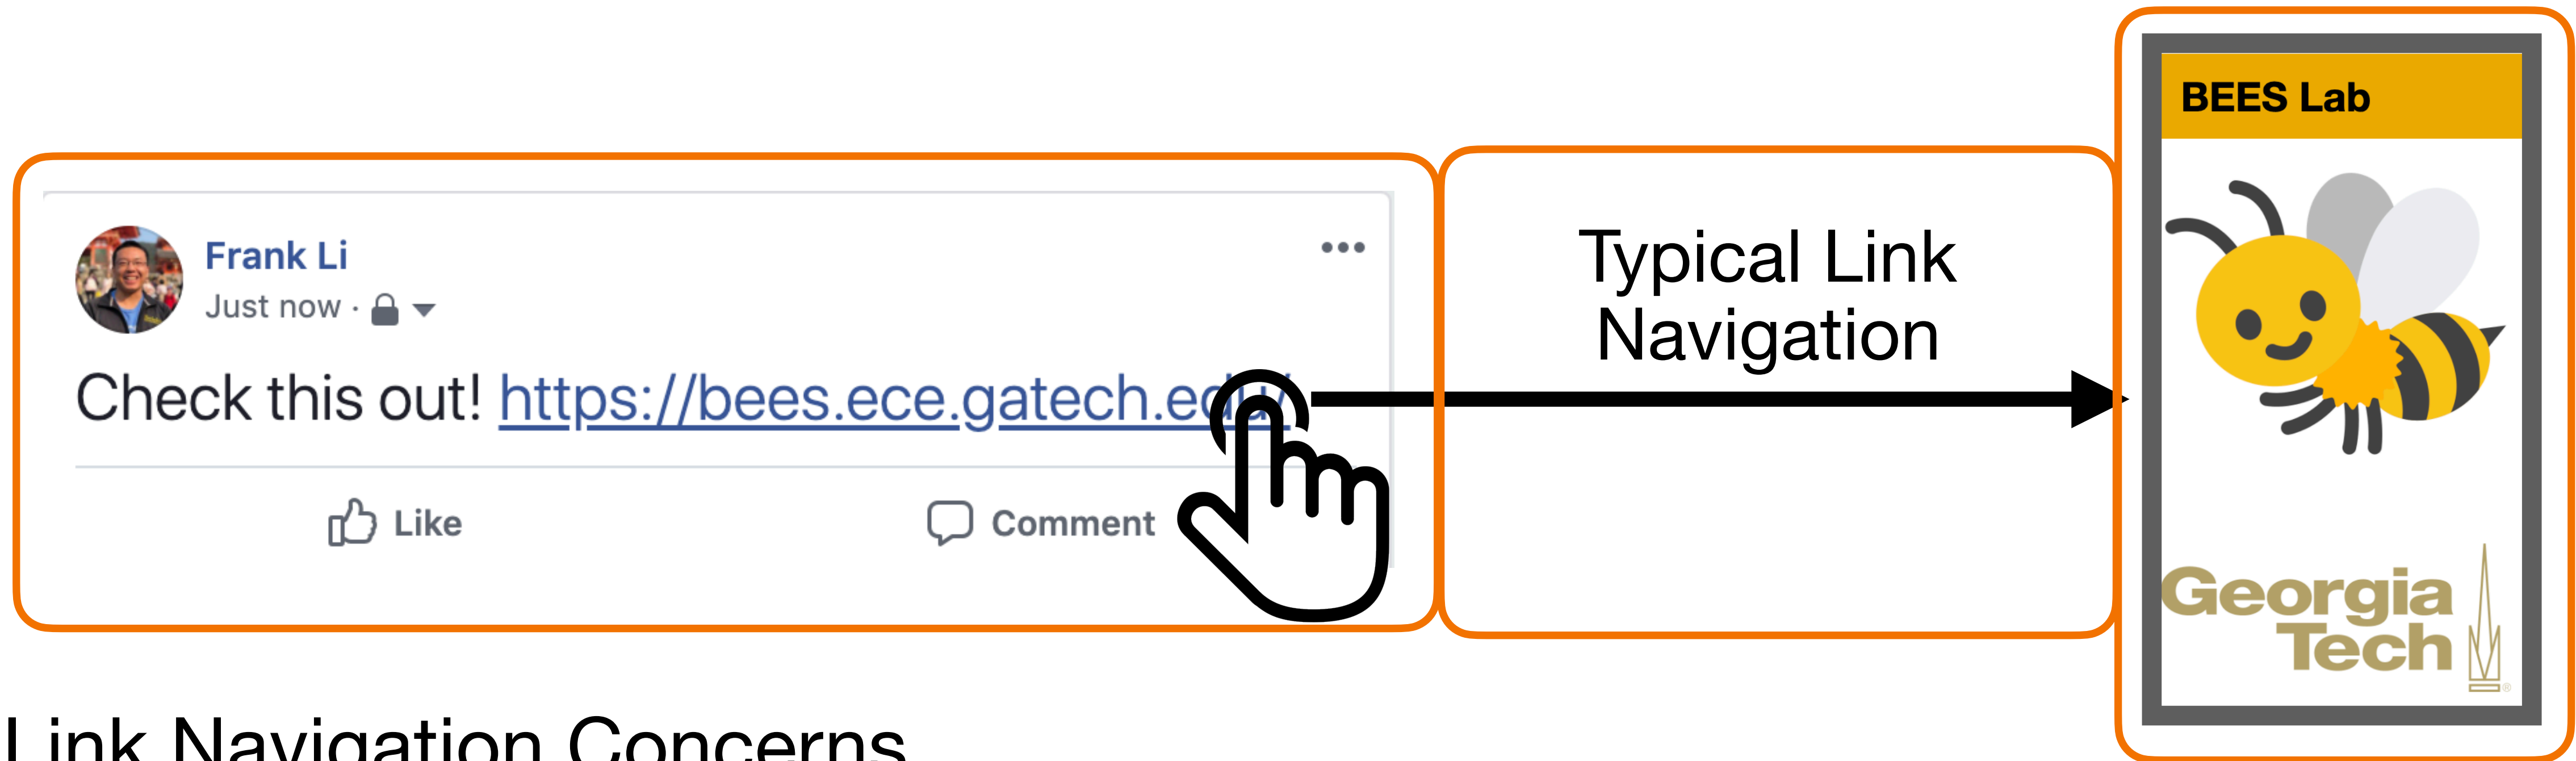 Frank Li
Just now ·
Check this out! https://bees.ece.gatech.edu/
Like
Comment
Typical Link
Navigation
BEES Lab
Georgia
Tech
®
Link Navigation Concerns